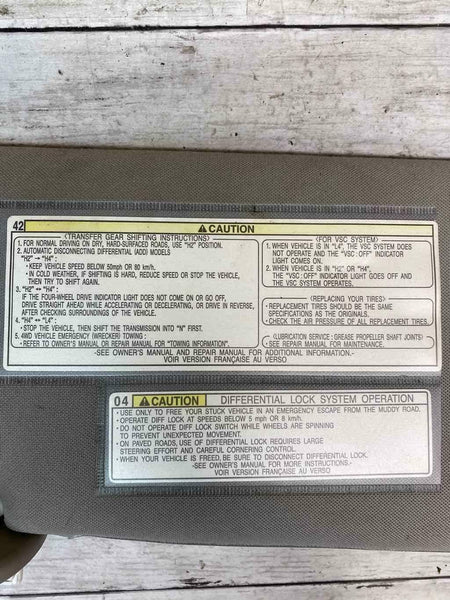 42 ⚠CAUTION
〈TRANSFER GEAR SHIFTING INSTRUCTIONS〉
1. FOR NORMAL DRIVING ON DRY, HARD-SURFACED ROADS, USE "H2" POSITION.
2. AUTOMATIC DISCONNECTING DIFFERENTIAL (ADD) MODELS
"H2" → "H4" :
• KEEP VEHICLE SPEED BELOW 50mph OR 80 km/h.
• IN COLD WEATHER, IF SHIFTING IS HARD, REDUCE SPEED OR STOP THE VEHICLE,
THEN TRY TO SHIFT AGAIN.
3. "H2" ↔ "H4" :
IF THE FOUR-WHEEL DRIVE INDICATOR LIGHT DOES NOT COME ON OR GO OFF,
DRIVE STRAIGHT AHEAD WHILE ACCELERATING OR DECELERATING, OR DRIVE IN REVERSE,
AFTER CHECKING SURROUNDINGS OF THE VEHICLE.
4. "H4" ↔ "L4" :
• STOP THE VEHICLE, THEN SHIFT THE TRANSMISSION INTO "N" FIRST.
5. 4WD VEHICLE EMERGENCY (WRECKER) TOWING :
• REFER TO OWNER'S MANUAL OR REPAIR MANUAL FOR "TOWING INFORMATION".
〈FOR VSC SYSTEM〉
1. WHEN VEHICLE IS IN "L4", THE VSC SYSTEM DOES
NOT OPERATE AND THE "VSC OFF" INDICATOR
LIGHT COMES ON.
2. WHEN VEHICLE IS IN "H2" OR "H4",
THE "VSC OFF" INDICATOR LIGHT GOES OFF AND
THE VSC SYSTEM OPERATES.
〈REPLACING YOUR TIRES〉
• REPLACEMENT TIRES SHOULD BE THE SAME
SPECIFICATIONS AS THE ORIGINALS.
• CHECK THE AIR PRESSURE OF ALL REPLACEMENT TIRES.
〈LUBRICATION SERVICE : GREASE PROPELLER SHAFT JOINTS〉
• SEE REPAIR MANUAL FOR MAINTENANCE.
-SEE OWNER'S MANUAL AND REPAIR MANUAL FOR ADDITIONAL INFORMATION.-
VOIR VERSION FRANÇAISE AU VERSO
04 ⚠CAUTION DIFFERENTIAL LOCK SYSTEM OPERATION
• USE ONLY TO FREE YOUR STUCK VEHICLE IN AN EMERGENCY ESCAPE FROM THE MUDDY ROAD.
• OPERATE DIFF LOCK AT SPEEDS BELOW 5 mph OR 8 km/h.
• DO NOT OPERATE DIFF LOCK SWITCH WHILE WHEELS ARE SPINNING
TO PREVENT UNEXPECTED MOVEMENT.
• ON PAVED ROADS, USE OF DIFFERENTIAL LOCK REQUIRES LARGE
STEERING EFFORT AND CAREFUL CORNERING CONTROL.
• WHEN YOUR VEHICLE IS FREED, BE SURE TO DISCONNECT DIFFERENTIAL LOCK.
-SEE OWNER'S MANUAL FOR MORE INSTRUCTIONS.-
VOIR VERSION FRANÇAISE AU VERSO